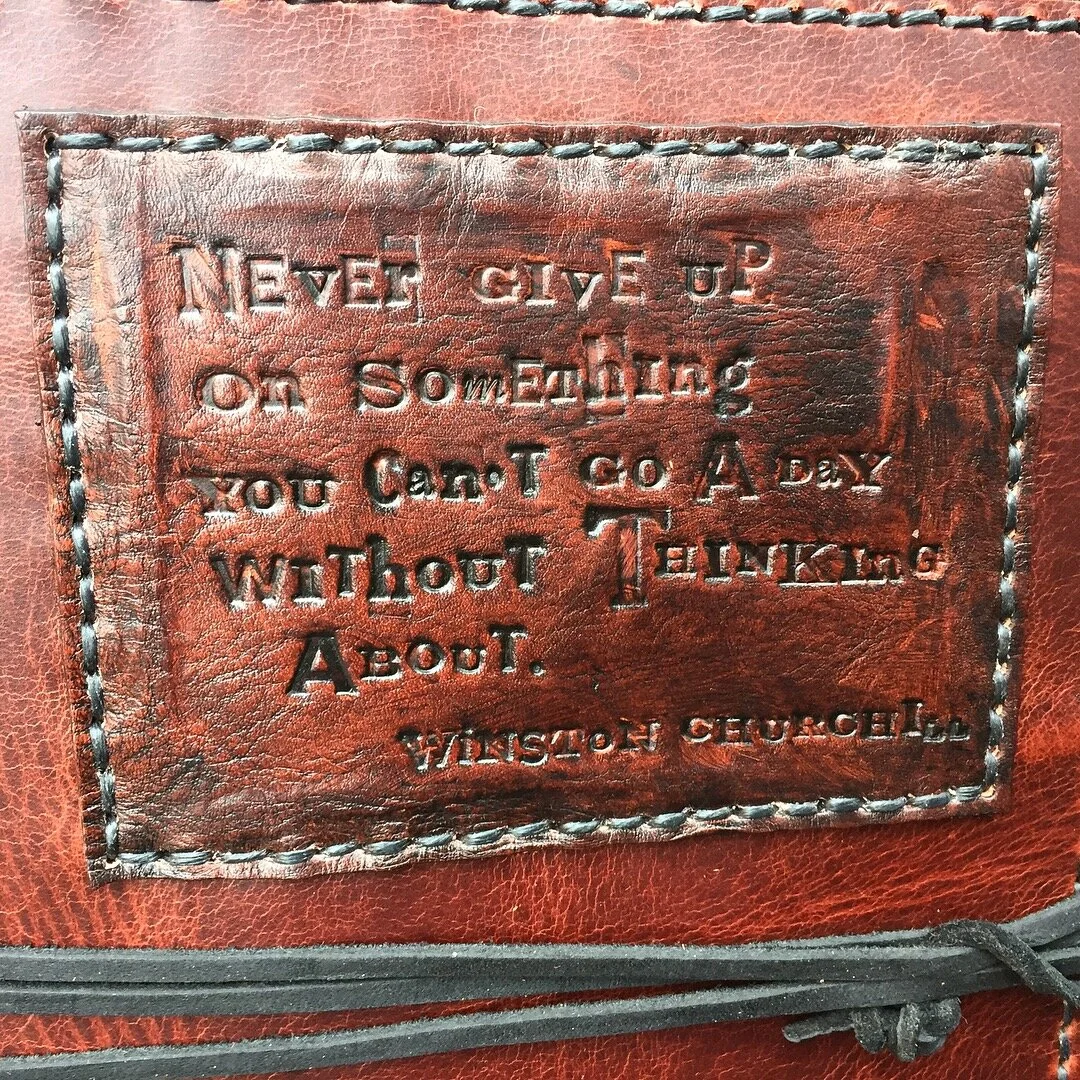 NEVER GIVE UP
On SOmETHIng
YOU Can•T GO A DaY
WITHOUT THINKInG
ABOUT.
WiNSTON CHURCHILL